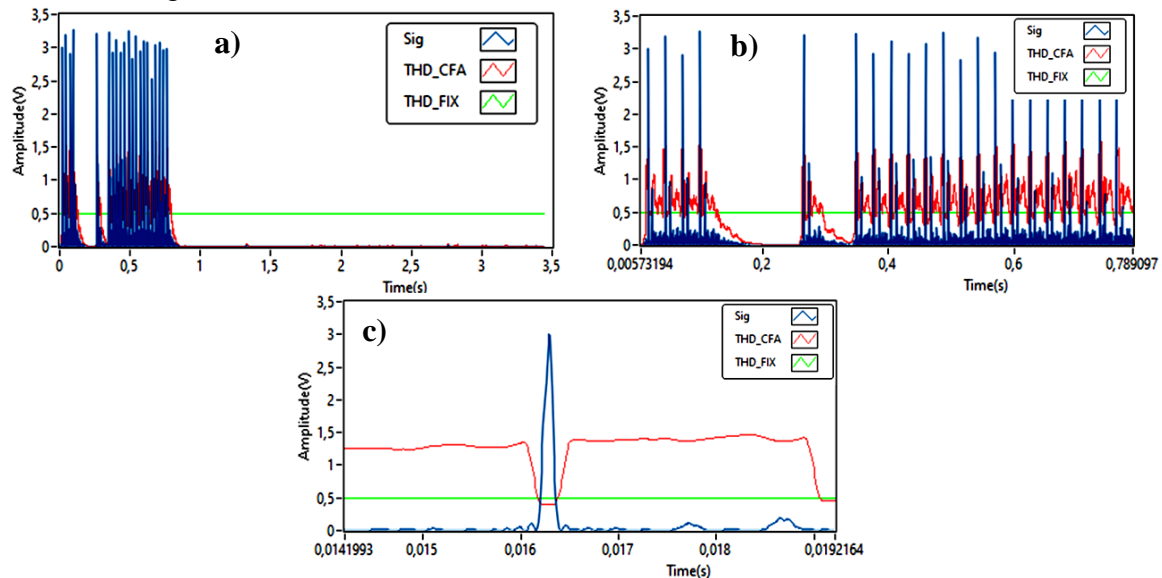 a)
3,5
3
2,5
2
1,5
1
0,5
0
Amplitude(V)
Sig
THD_CFA
THD_FIX
0 0,5 1 1,5 2 2,5 3 3,5
Time(s)
b)
3,5
3
2,5
2
1,5
1
0,5
0
Amplitude(V)
Sig
THD_CFA
THD_FIX
0,00573194 0,2 0,4 0,6 0,789097
Time(s)
c)
3,5
3
2,5
2
1,5
1
0,5
0
Amplitude(V)
Sig
THD_CFA
THD_FIX
0,0141993 0,015 0,016 0,017 0,018 0,0192164
Time(s)